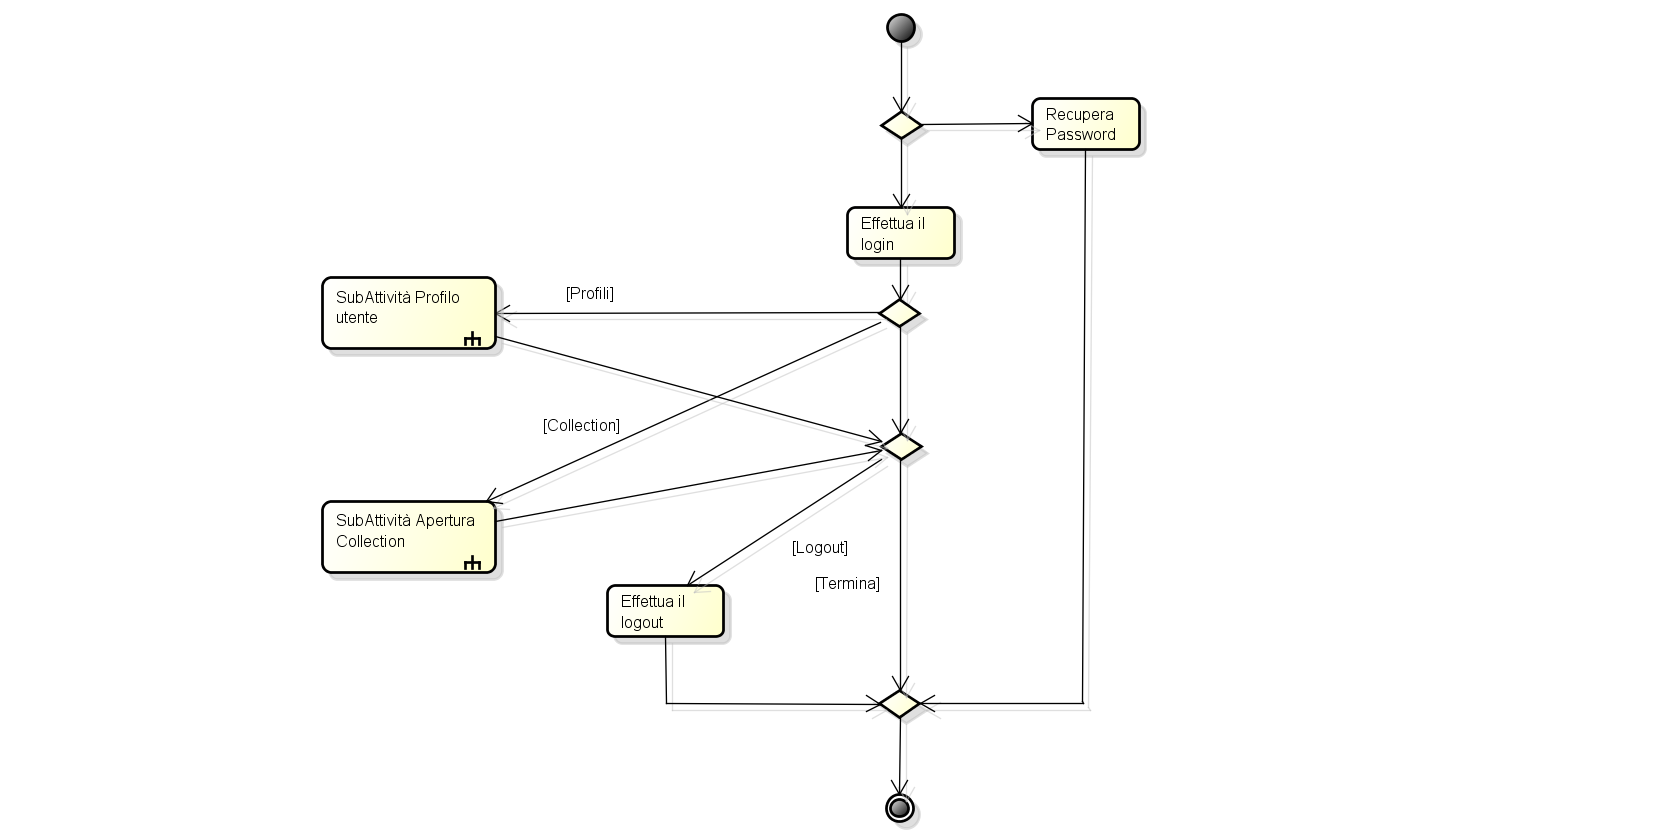 Recupera
Password
Effettua il
login
[Profili]
SubAttività Profilo
utente
[Collection]
SubAttività Apertura
Collection
[Logout]
[Termina]
Effettua il
logout